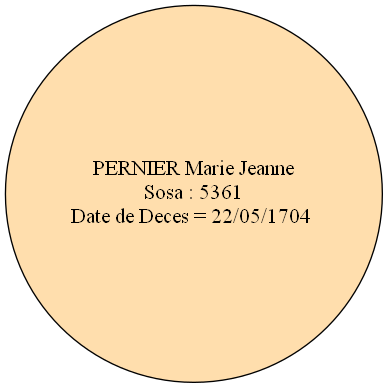 PERNIER Marie Jeanne
Sosa : 5361
Date de Deces = 22/05/1704